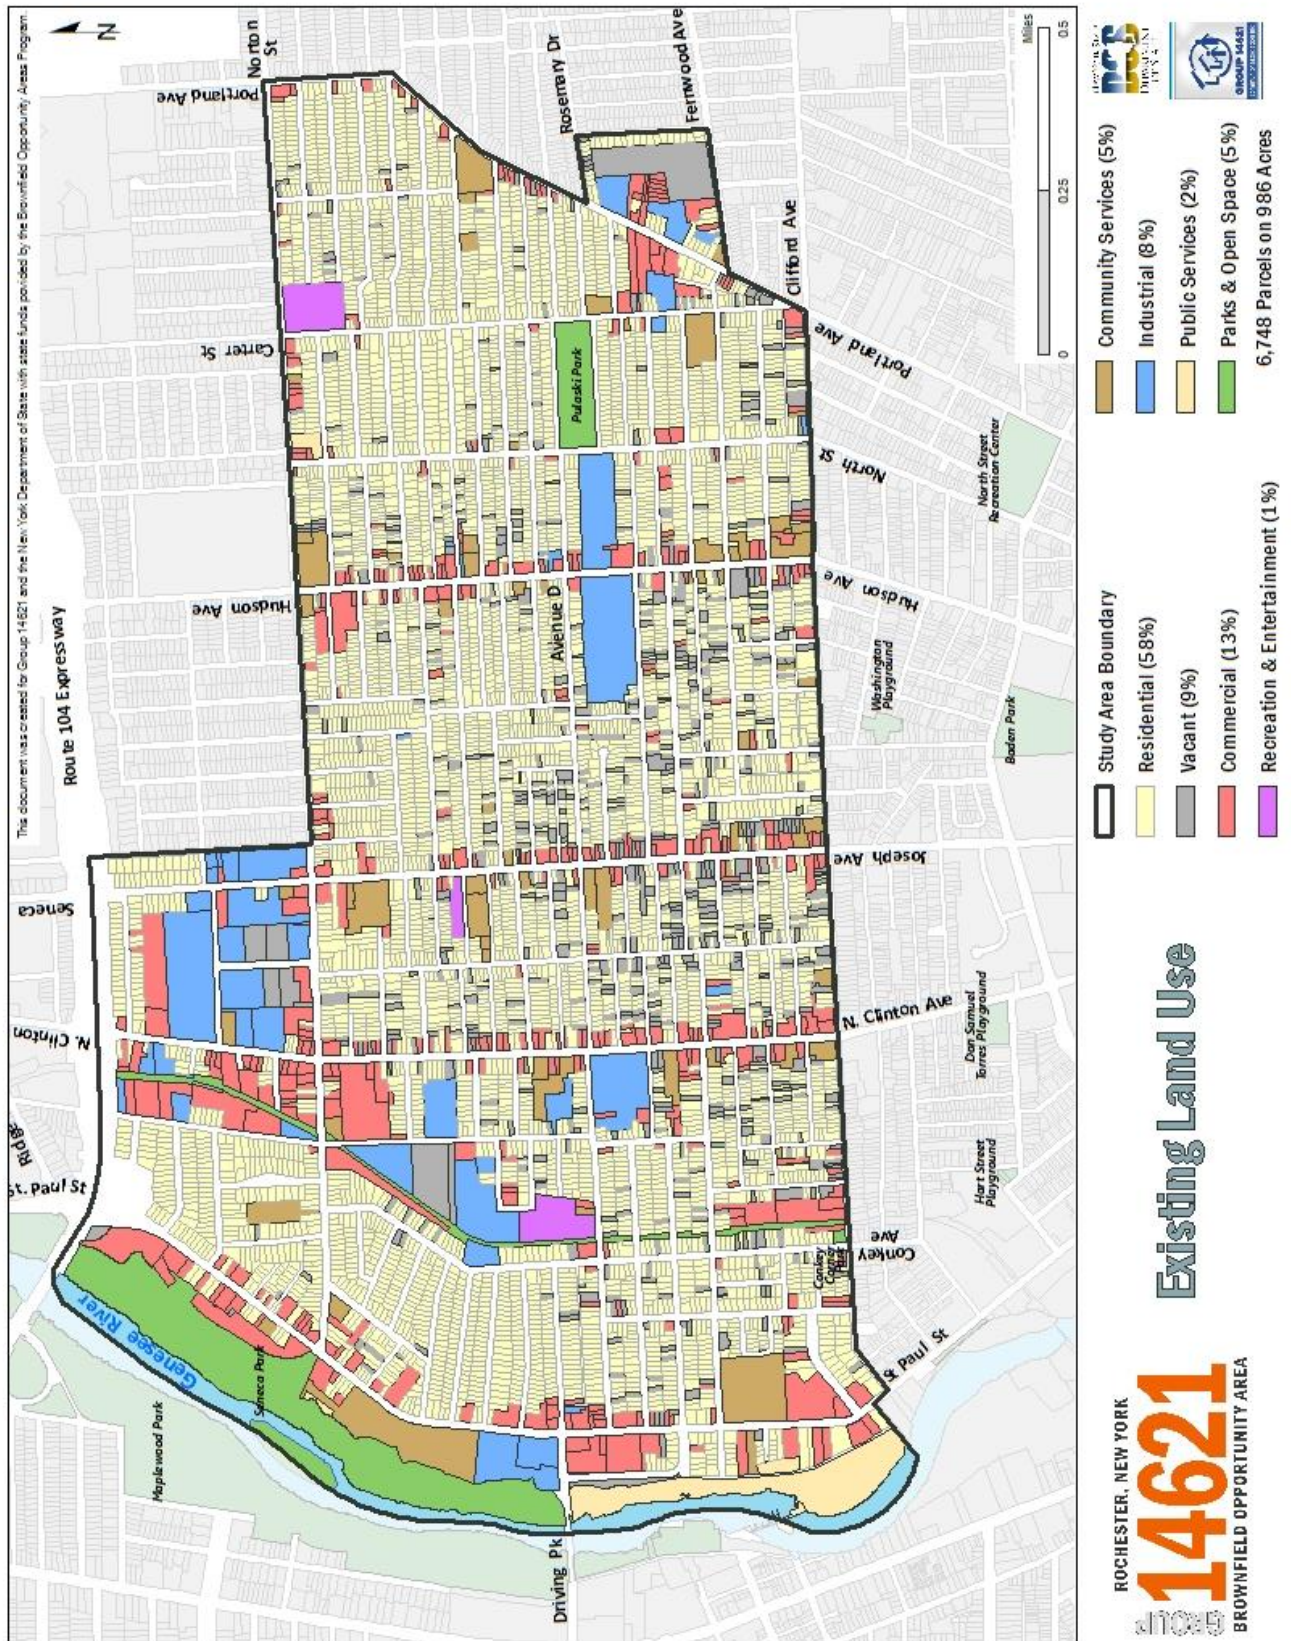 This document was created for Group 14621 and the New York Department of State with state funds provided by the Brownfield Opportunity Areas Program.
N
Route 104 Expressway
Ridge
St. Paul St
N. Clinton
Seneca
Hudson Ave
Carter St
Portland Ave
Norton
St
Genesee River
Maplewood Park
Seneca Park
Driving Pk
Avenue D
Pulaski Park
Rosemary Dr
Fernwood Ave
Clifford Ave
St Paul St
Conkey
Corner
Park
Conkey
Ave
N. Clinton Ave
Joseph Ave
Hudson Ave
North St
Portland Ave
Hart Street
Playground
Don Samuel
Torres Playground
Washington
Playground
Baden Park
North Street
Recreation Center
Miles
0
0.25
0.5
ROCHESTER, NEW YORK
GROUP 14621
BROWNFIELD OPPORTUNITY AREA
Existing Land Use
Study Area Boundary
Residential (58%)
Vacant (9%)
Commercial (13%)
Recreation & Entertainment (1%)
Community Services (5%)
Industrial (8%)
Public Services (2%)
Parks & Open Space (5%)
6,748 Parcels on 986 Acres
GROUP 14621